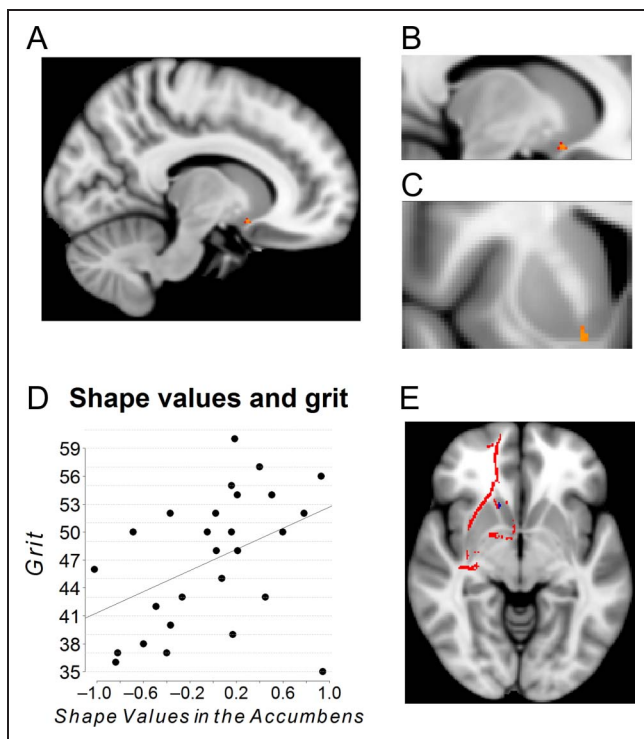 A
B
C
D Shape values and grit
59
56
53
50
47
44
41
38
35
Grit
−1.0 −0.6 −0.2 0.2 0.6 1.0
Shape Values in the Accumbens
E